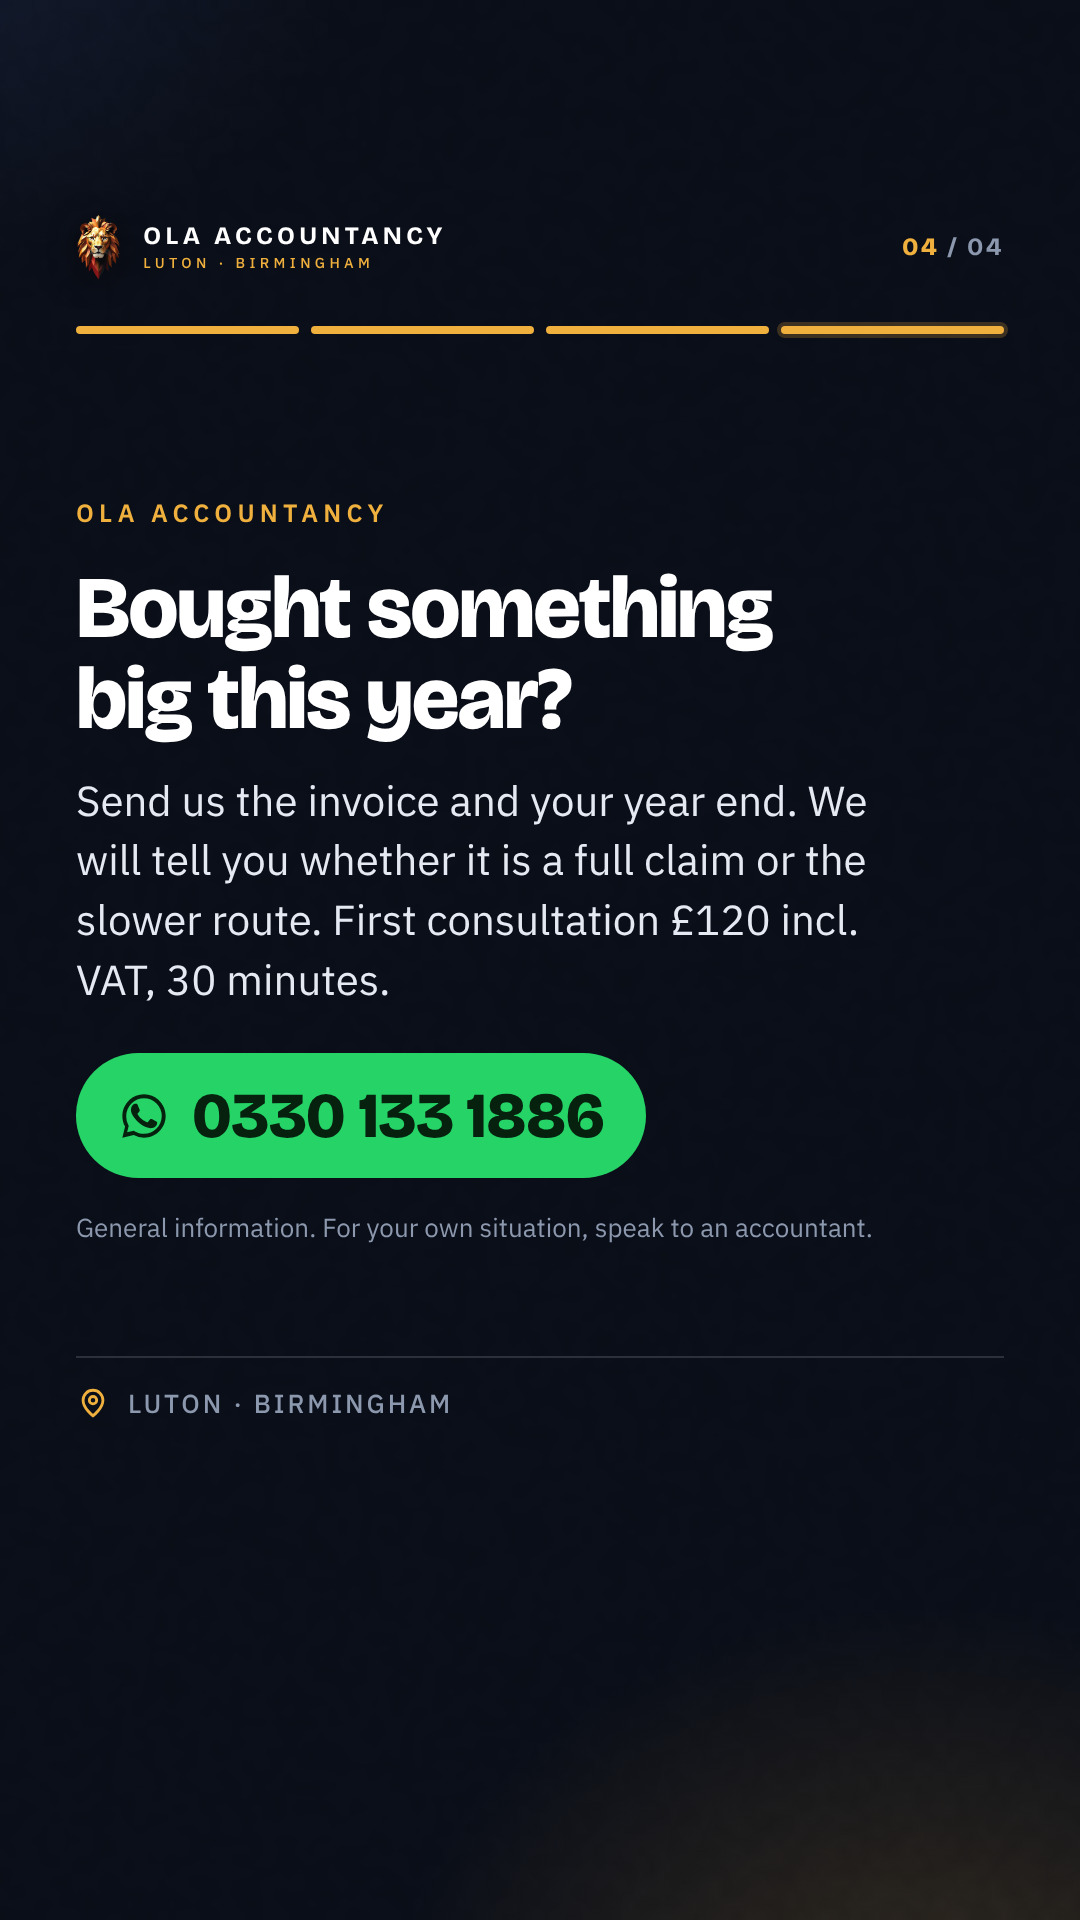 OLA ACCOUNTANCY
LUTON · BIRMINGHAM
04 / 04
OLA ACCOUNTANCY
Bought something
big this year?
Send us the invoice and your year end. We
will tell you whether it is a full claim or the
slower route. First consultation £120 incl.
VAT, 30 minutes.
0330 133 1886
General information. For your own situation, speak to an accountant.
LUTON · BIRMINGHAM